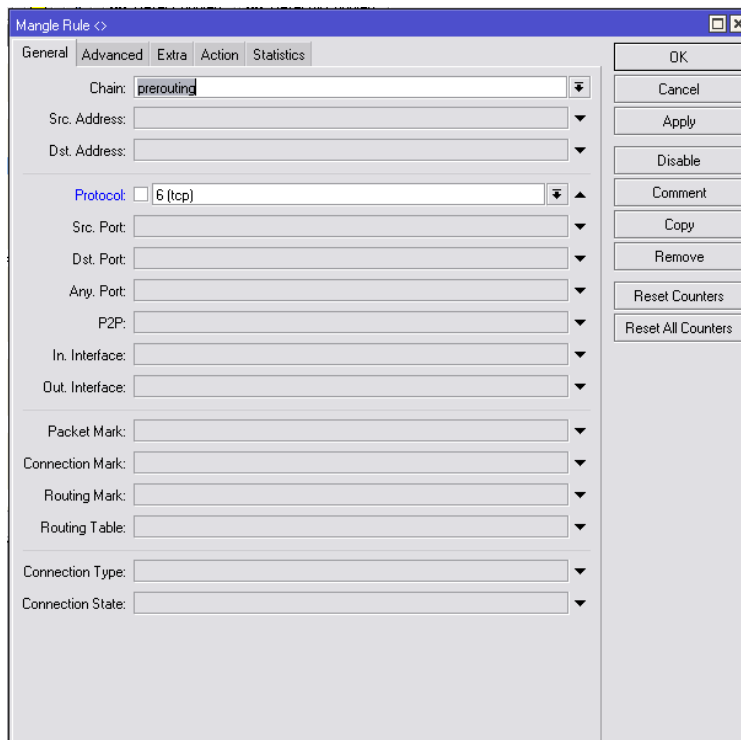 Mangle Rule <>
General Advanced Extra Action Statistics
Chain: prerouting
Src. Address:
Dst. Address:
Protocol: 6 (tcp)
Src. Port:
Dst. Port:
Any. Port:
P2P:
In. Interface:
Out. Interface:
Packet Mark:
Connection Mark:
Routing Mark:
Routing Table:
Connection Type:
Connection State:
OK
Cancel
Apply
Disable
Comment
Copy
Remove
Reset Counters
Reset All Counters